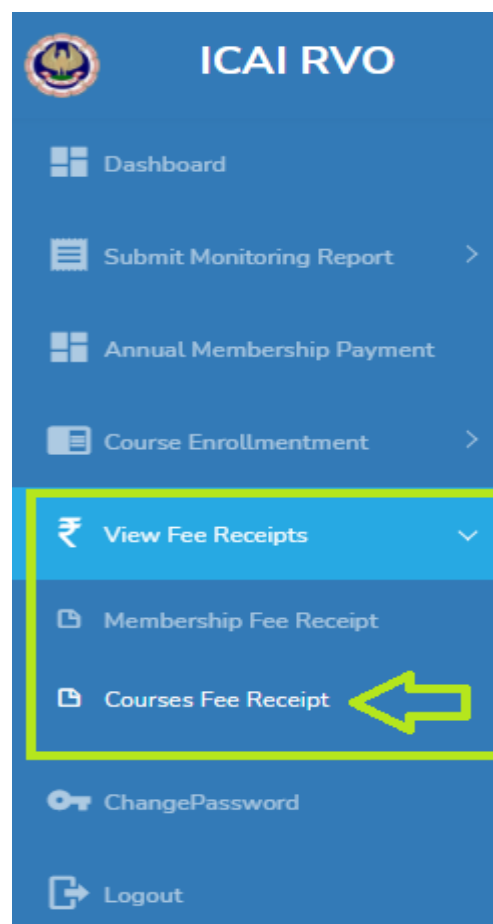 ICAI RVO
Dashboard
Submit Monitoring Report
Annual Membership Payment
Course Enrollmentment
₹ View Fee Receipts
Membership Fee Receipt
Courses Fee Receipt
ChangePassword
Logout